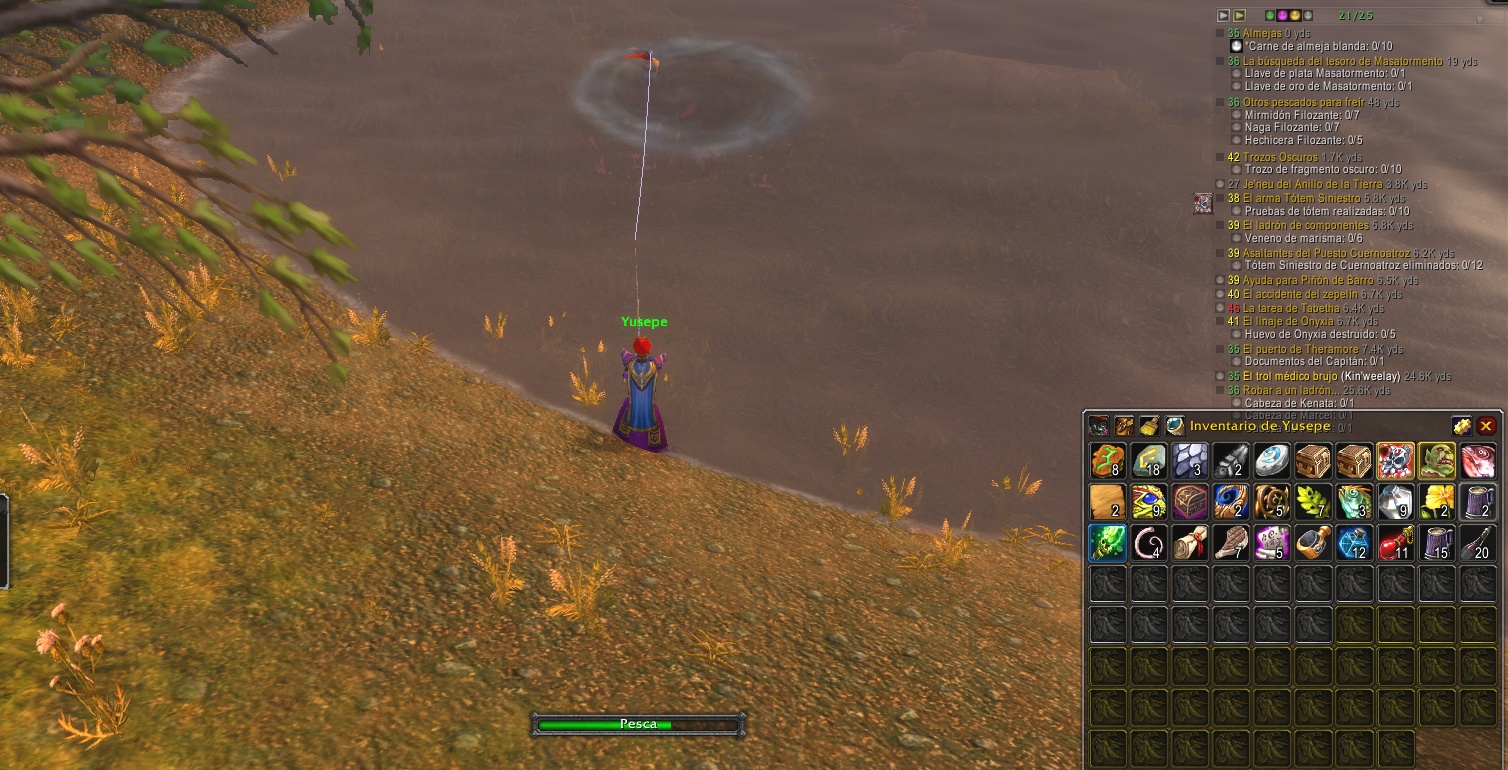 21/25
35 Almejas 0 yds
*Carne de almeja blanda: 0/10
36 La búsqueda del tesoro de Masatormento 19 yds
Llave de plata Masatormento: 0/1
Llave de oro de Masatormento: 0/1
36 Otros pescados para freír 48 yds
Mirmidón Filozante: 0/7
Naga Filozante: 0/7
Hechicera Filozante: 0/5
42 Trozos Oscuros 1.7K yds
Trozo de fragmento oscuro: 0/10
27 Je'neu del Anillo de la Tierra 3.8K yds
38 El arma Tótem Siniestro 5.8K yds
Pruebas de tótem realizadas: 0/10
39 El ladrón de componentes 5.8K yds
Veneno de marisma: 0/6
39 Asaltantes del Puesto Cuernoatroz 6.2K yds
Tótem Siniestro de Cuernoatroz eliminados: 0/12
39 Ayuda para Piñón de Barro 6.5K yds
40 El accidente del zepelín 6.7K yds
La tarea de Tabetha 6.4K yds
41 El linaje de Onyxia 6.7K yds
Huevo de Onyxia destruido: 0/5
35 El puerto de Theramore 7.4K yds
Documentos del Capitán: 0/1
35 El trol médico brujo (Kin'weelay) 24.6K yds
36 Robar a un ladrón... 25.6K yds
Cabeza de Kenata: 0/1
Cabeza de Marcel: 0/1
: 0/1
Yusepe
Inventario de Yusepe
8 18 3 2
2 9 2 5 7 3 9 2 2
4 7 5 12 11 15 20
Pesca